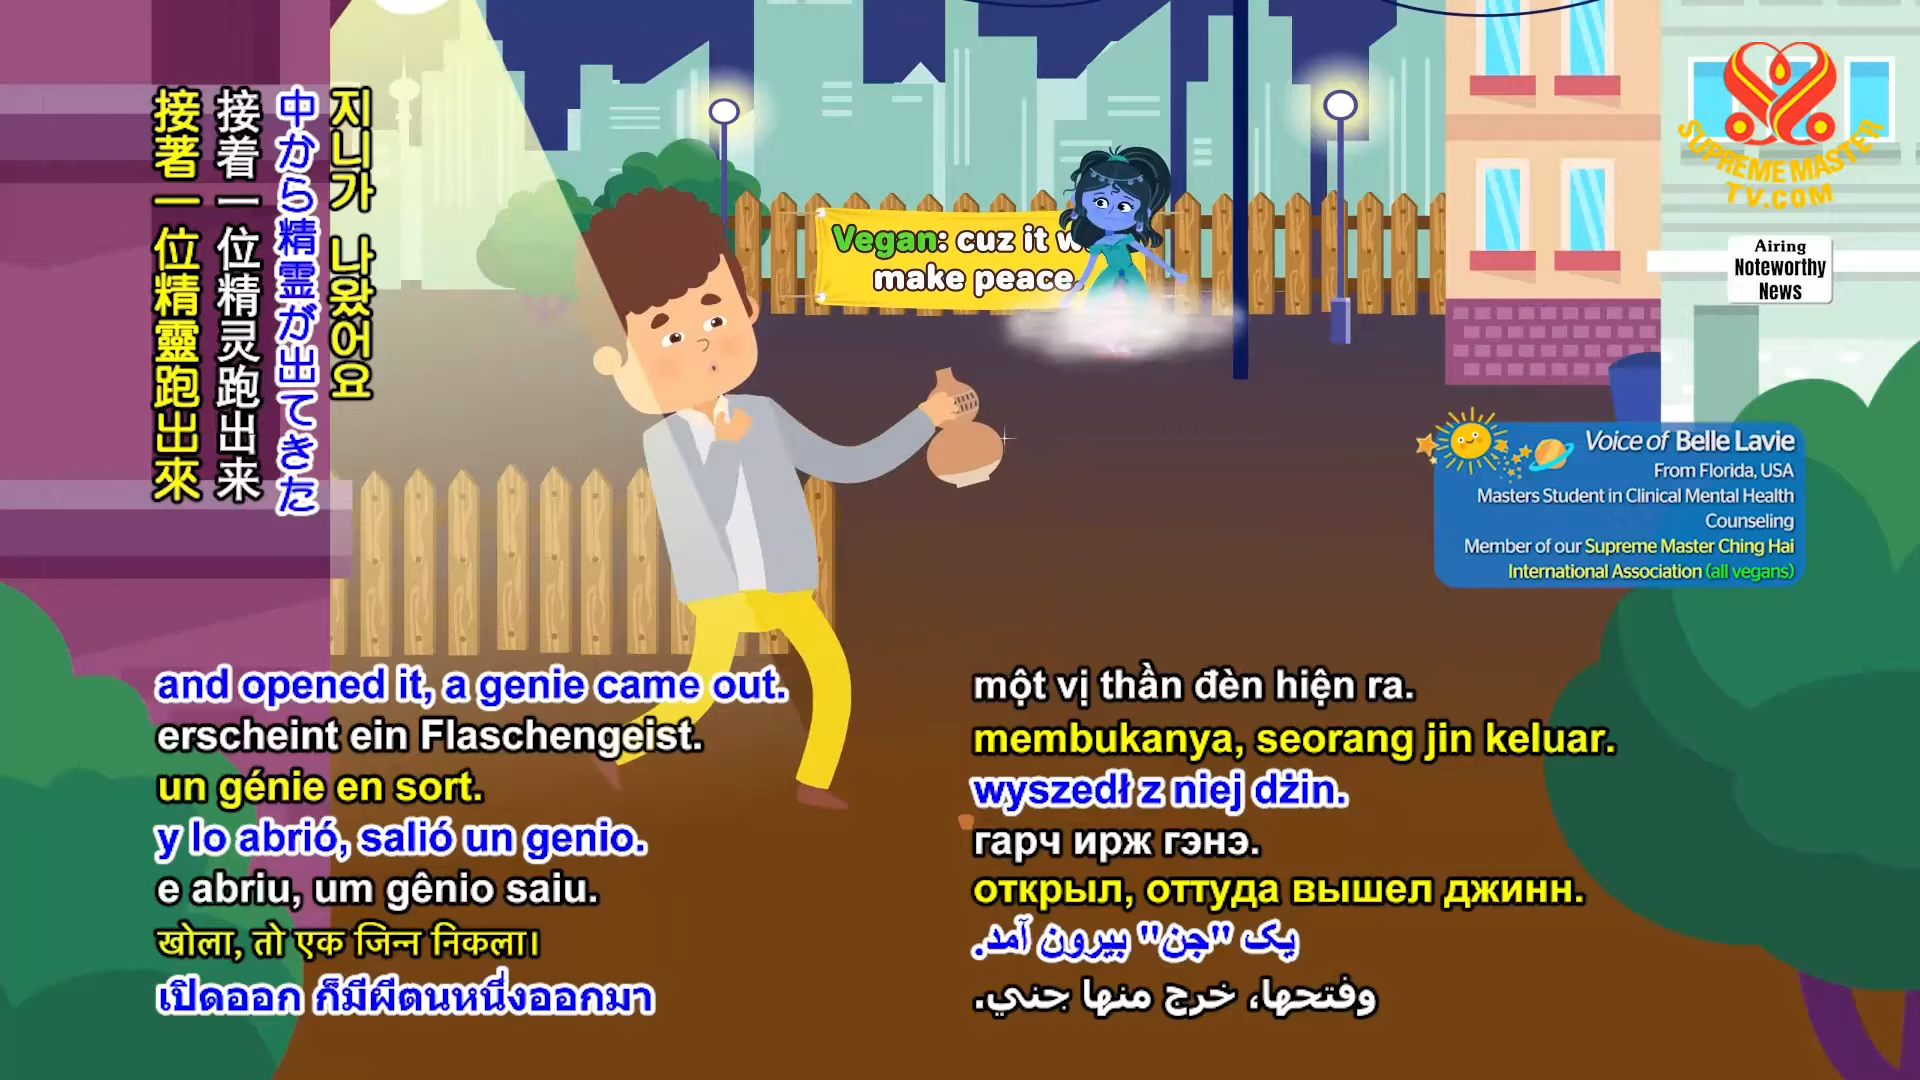 接著一位精靈跑出來
接着一位精灵跑出来
中から精霊が出てきた
지니가 나왔어요
Vegan: cuz it
make peace.
SUPREME MASTER
TV.COM
Airing
Noteworthy
News
Voice of Belle Lavie
From Florida, USA
Masters Student in Clinical Mental Health
Counseling
Member of our Supreme Master Ching Hai
International Association (all vegans)
and opened it, a genie came out.
erscheint ein Flaschengeist.
un génie en sort.
y lo abrió, salió un genio.
e abriu, um gênio saiu.
खोला, तो एक जिन्न निकला।
เปิดออก ก็มีผีตนหนึ่งออกมา
một vị thần đèn hiện ra.
membukanya, seorang jin keluar.
wyszedł z niej dżin.
гарч ирж гэнэ.
открыл, оттуда вышел джинн.
یک "جن" بیرون آمد.
وفتحها، خرج منها جني.